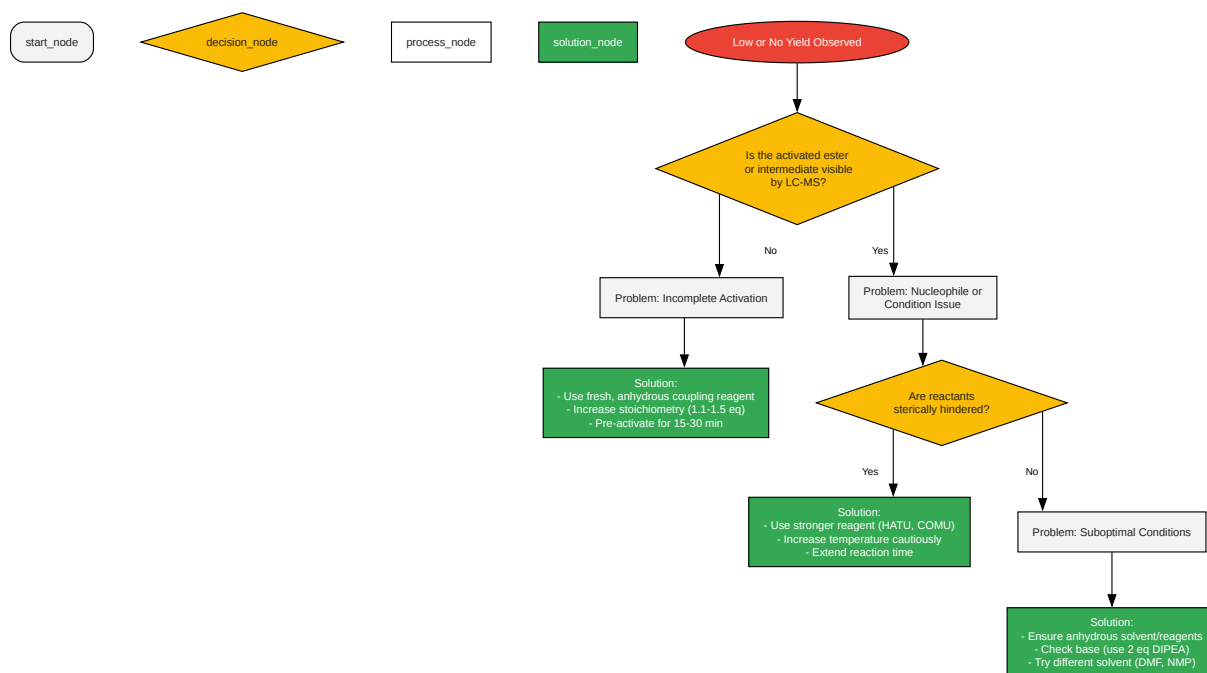 start_node
decision_node
process_node
solution_node
Low or No Yield Observed
Is the activated ester
or intermediate visible
by LC-MS?
No
Yes
Problem: Incomplete Activation
Problem: Nucleophile or
Condition Issue
Solution:
- Use fresh, anhydrous coupling reagent
- Increase stoichiometry (1.1-1.5 eq)
- Pre-activate for 15-30 min
Are reactants
sterically hindered?
Yes
No
Solution:
- Use stronger reagent (HATU, COMU)
- Increase temperature cautiously
- Extend reaction time
Problem: Suboptimal Conditions
Solution:
- Ensure anhydrous solvent/reagents
- Check base (use 2 eq DIPEA)
- Try different solvent (DMF, NMP)